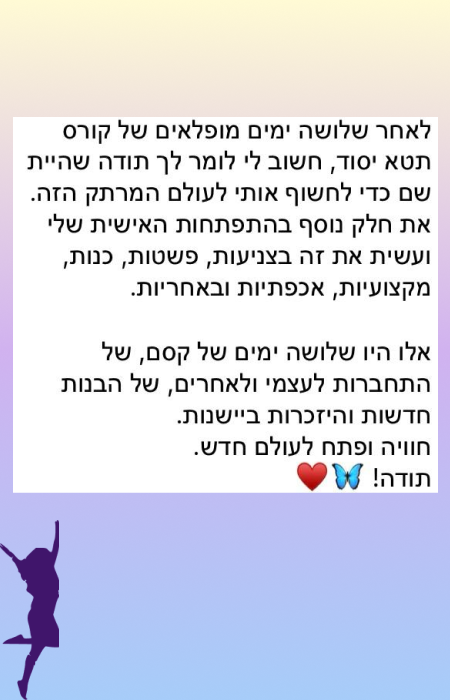 לאחר שלושה ימים מופלאים של קורס
תטא יסוד, חשוב לי לומר לך תודה שהיית
שם כדי לחשוף אותי לעולם המרתק הזה.
את חלק נוסף בהתפתחות האישית שלי
ועשית את זה בצניעות, פשטות, כנות,
מקצועיות, אכפתיות ובאחריות.
אלו היו שלושה ימים של קסם, של
התחברות לעצמי ולאחרים, של הבנות
חדשות והיזכרות ביישנות.
חוויה ופתח לעולם חדש.
תודה! 🦋♥️